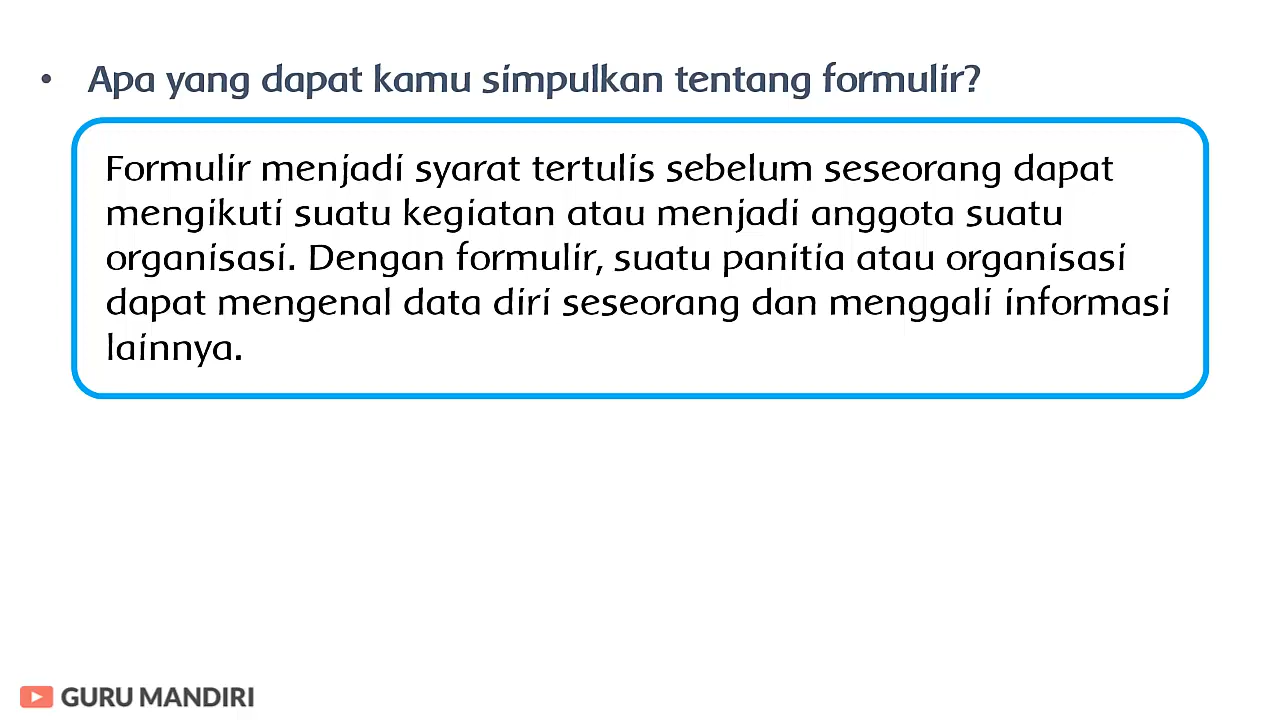 • Apa yang dapat kamu simpulkan tentang formulir?
Formulir menjadi syarat tertulis sebelum seseorang dapat
mengikuti suatu kegiatan atau menjadi anggota suatu
organisasi. Dengan formulir, suatu panitia atau organisasi
dapat mengenal data diri seseorang dan menggali informasi
lainnya.
GURU MANDIRI